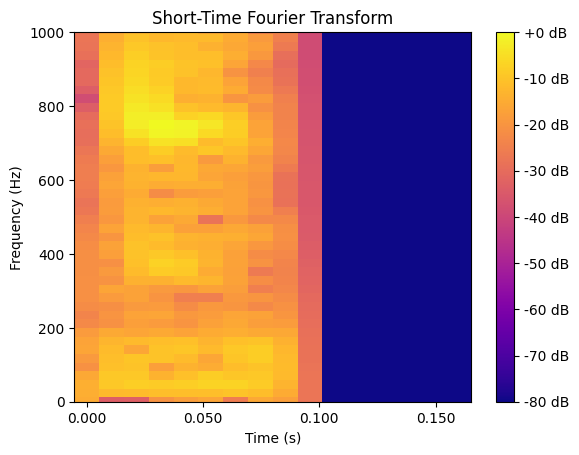 Short-Time Fourier Transform
1000
800
600
400
200
0
Frequency (Hz)
0.000
0.050
0.100
0.150
Time (s)
+0 dB
-10 dB
-20 dB
-30 dB
-40 dB
-50 dB
-60 dB
-70 dB
-80 dB